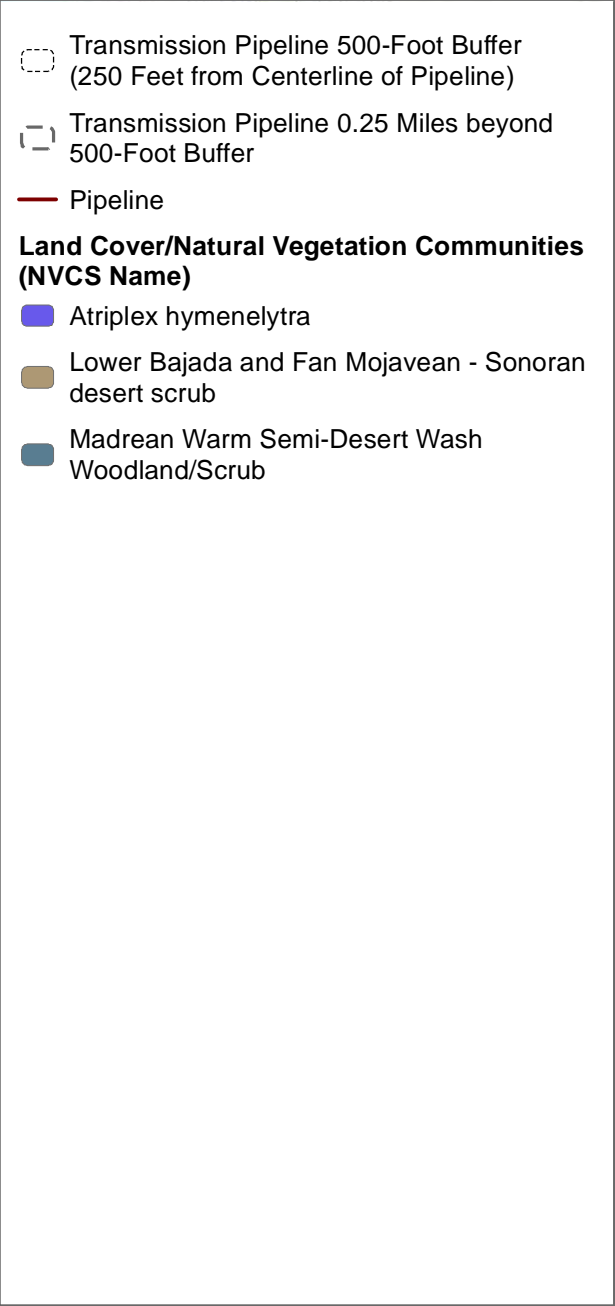 Transmission Pipeline 500-Foot Buffer
(250 Feet from Centerline of Pipeline)
Transmission Pipeline 0.25 Miles beyond
500-Foot Buffer
Pipeline
Land Cover/Natural Vegetation Communities
(NVCS Name)
Atriplex hymenelytra
Lower Bajada and Fan Mojavean - Sonoran
desert scrub
Madrean Warm Semi-Desert Wash
Woodland/Scrub